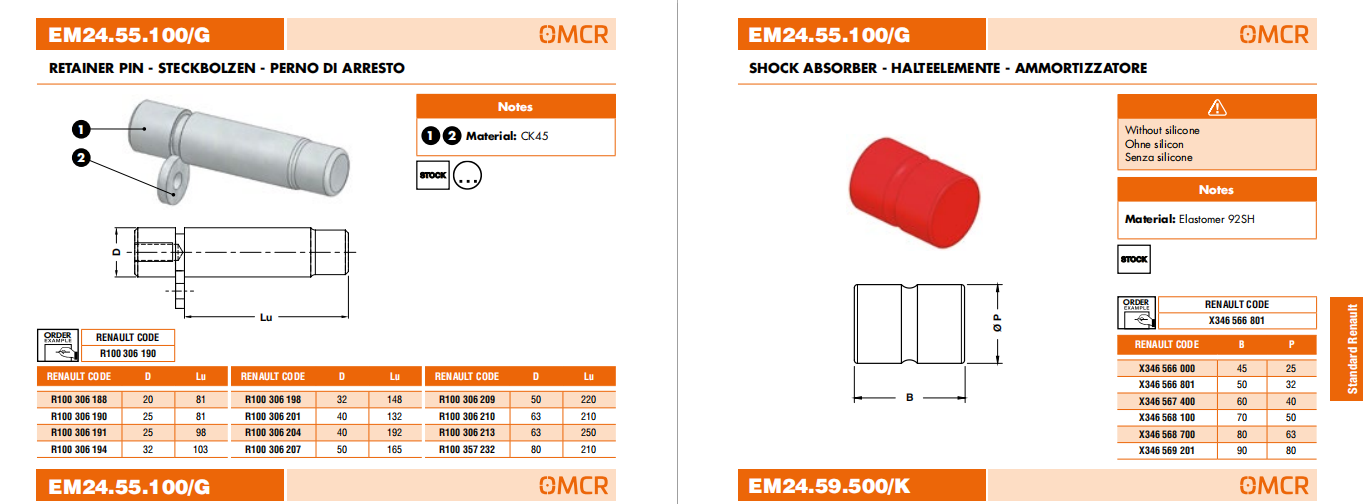 EM24.55.100/G
OMCR
RETAINER PIN - STECKBOLZEN - PERNO DI ARRESTO
Notes
1 2 Material: CK45
STOCK ...
1
2
D
Lu
ORDER
EXAMPLE
RENAULT CODE
R100 306 190
RENAULT CODE D Lu RENAULT CODE D Lu RENAULT CODE D Lu
R100 306 188 20 81 R100 306 198 32 148 R100 306 209 50 220
R100 306 190 25 81 R100 306 201 40 132 R100 306 210 63 210
R100 306 191 25 98 R100 306 204 40 192 R100 306 213 63 250
R100 306 194 32 103 R100 306 207 50 165 R100 357 232 80 210
EM24.55.100/G
OMCR
EM24.55.100/G
OMCR
SHOCK ABSORBER - HALTEELEMENTE - AMMORTIZZATORE
Without silicone
Ohne silicon
Senza silicone
Notes
Material: Elastomer 92SH
STOCK
Ø P
B
ORDER
EXAMPLE
RENAULT CODE
X346 566 801
RENAULT CODE B P
X346 566 000 45 25
X346 566 801 50 32
X346 567 400 60 40
X346 568 100 70 50
X346 568 700 80 63
X346 569 201 90 80
Standard Renault
EM24.59.500/K
OMCR